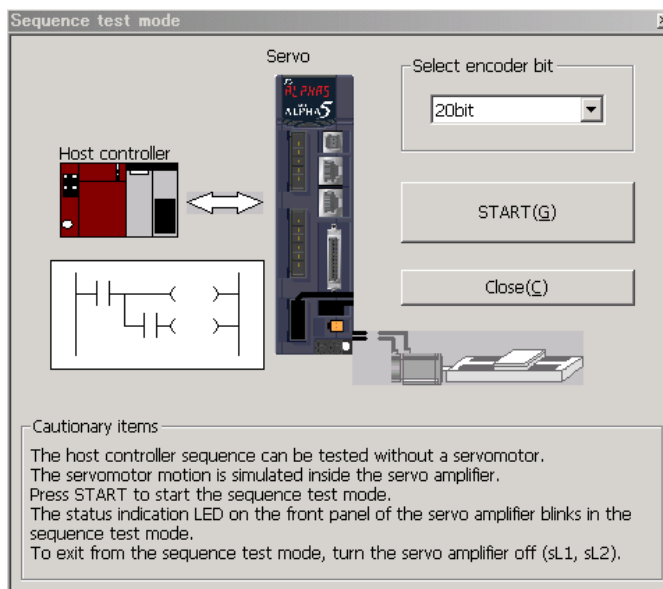 Sequence test mode
Servo
Select encoder bit
ALPHA5
ALPHA5
20bit
Host controller
START(G)
Close(C)
Cautionary items
The host controller sequence can be tested without a servomotor.
The servomotor motion is simulated inside the servo amplifier.
Press START to start the sequence test mode.
The status indication LED on the front panel of the servo amplifier blinks in the
sequence test mode.
To exit from the sequence test mode, turn the servo amplifier off (sL1, sL2).